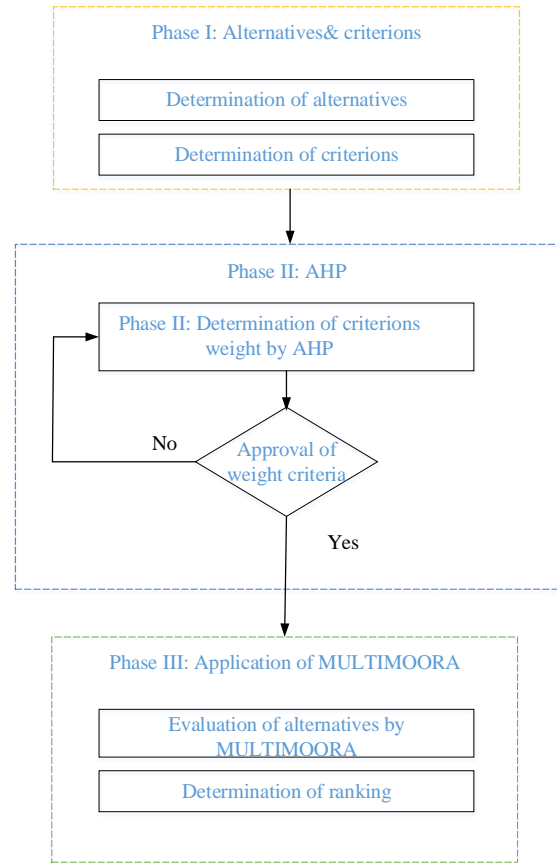 Phase I: Alternatives& criterions
Determination of alternatives
Determination of criterions
Phase II: AHP
Phase II: Determination of criterions
weight by AHP
No
Approval of
weight criteria
Yes
Phase III: Application of MULTIMOORA
Evaluation of alternatives by
MULTIMOORA
Determination of ranking